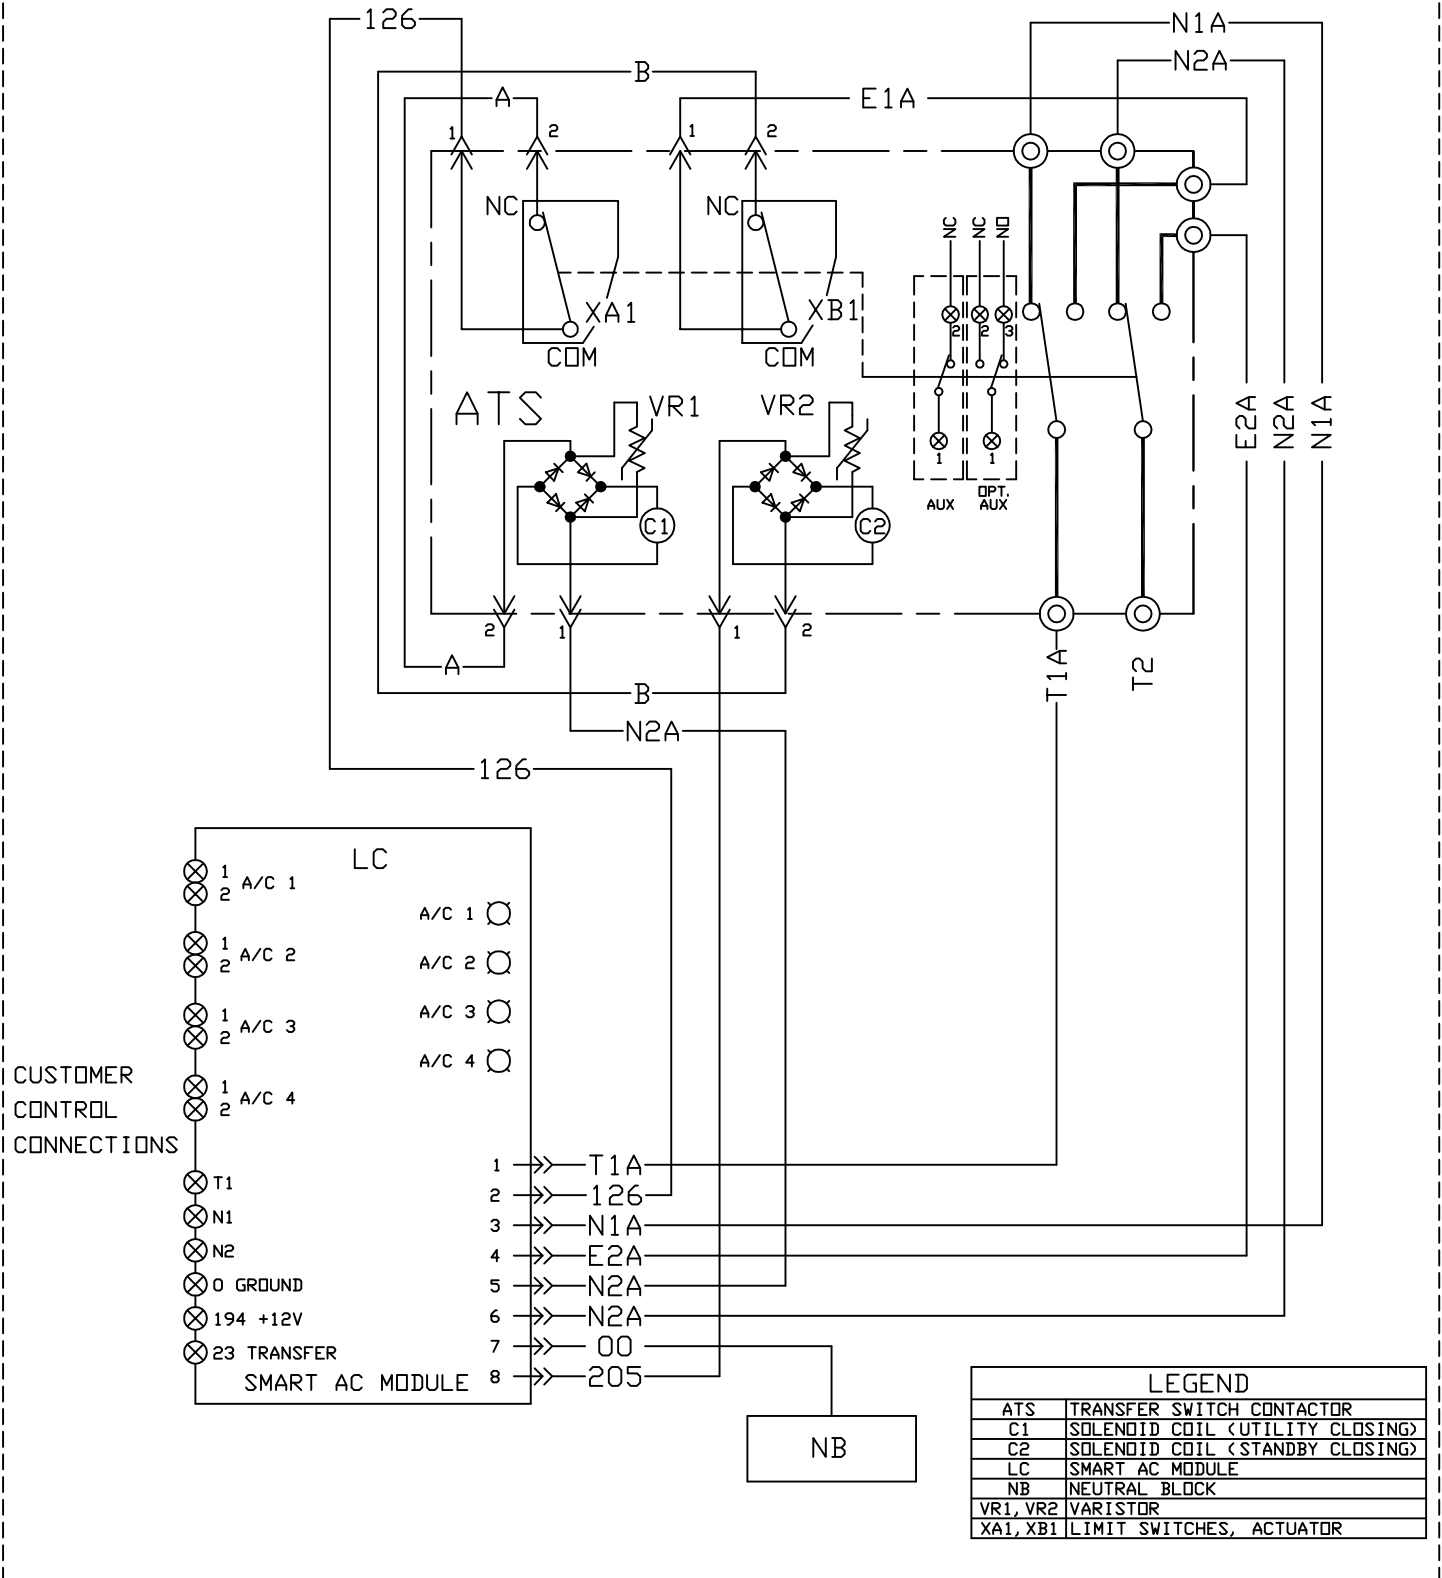 126
N1A
N2A
B
A
E1A
1
2
1
2
NC
NC
NC
NC
NO
XA1
XB1
2
2
3
COM
COM
ATS
VR1
VR2
E2A
N2A
N1A
1
1
AUX
OPT.
AUX
C1
C2
2
1
1
2
A
B
T1A
T2
N2A
126
LC
1
2
A/C 1
A/C 1
1
2
A/C 2
A/C 2
1
2
A/C 3
A/C 3
1
2
A/C 4
A/C 4
CUSTOMER
CONTROL
CONNECTIONS
T1
N1
N2
0 GROUND
194 +12V
23 TRANSFER
SMART AC MODULE
1 T1A
2 126
3 N1A
4 E2A
5 N2A
6 N2A
7 00
8 205
NB
LEGEND
ATS TRANSFER SWITCH CONTACTOR
C1 SOLENOID COIL (UTILITY CLOSING)
C2 SOLENOID COIL (STANDBY CLOSING)
LC SMART AC MODULE
NB NEUTRAL BLOCK
VR1, VR2 VARISTOR
XA1, XB1 LIMIT SWITCHES, ACTUATOR